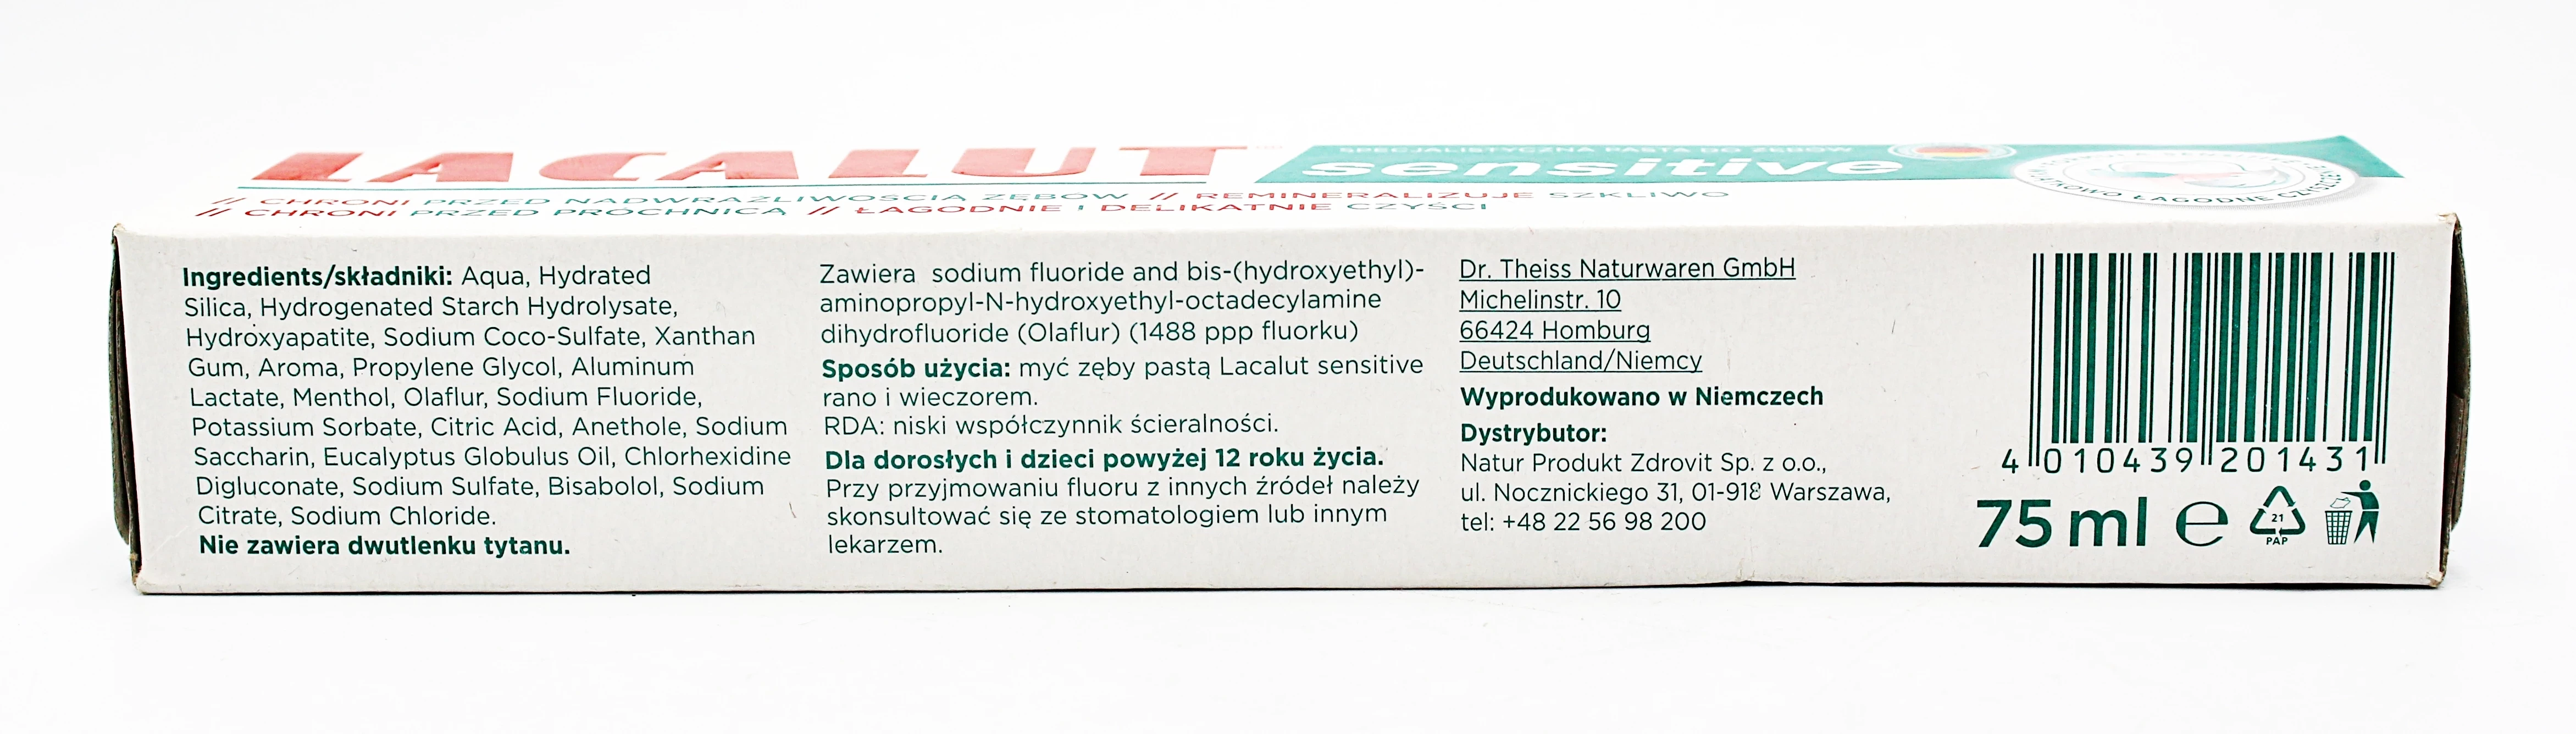 LACALUT
SPECJALISTYCZNA PASTA DO ZĘBÓW
sensitive
// CHRONI PRZED NADWRAŻLIWOŚCIĄ ZĘBÓW // REMINERALIZUJE SZKLIWO
// CHRONI PRZED PRÓCHNICĄ // ŁAGODNIE I DELIKATNIE CZYŚCI
ŁAGODNE
Ingredients/składniki: Aqua, Hydrated
Silica, Hydrogenated Starch Hydrolysate,
Hydroxyapatite, Sodium Coco-Sulfate, Xanthan
Gum, Aroma, Propylene Glycol, Aluminum
Lactate, Menthol, Olaflur, Sodium Fluoride,
Potassium Sorbate, Citric Acid, Anethole, Sodium
Saccharin, Eucalyptus Globulus Oil, Chlorhexidine
Digluconate, Sodium Sulfate, Bisabolol, Sodium
Citrate, Sodium Chloride.
Nie zawiera dwutlenku tytanu.
Zawiera sodium fluoride and bis-(hydroxyethyl)-
aminopropyl-N-hydroxyethyl-octadecylamine
dihydrofluoride (Olaflur) (1488 ppp fluorku)
Sposób użycia: myć zęby pastą Lacalut sensitive
rano i wieczorem.
RDA: niski współczynnik ścieralności.
Dla dorosłych i dzieci powyżej 12 roku życia.
Przy przyjmowaniu fluoru z innych źródeł należy
skonsultować się ze stomatologiem lub innym
lekarzem.
Dr. Theiss Naturwaren GmbH
Michelinstr. 10
66424 Homburg
Deutschland/Niemcy
Wyprodukowano w Niemczech
Dystrybutor:
Natur Produkt Zdrovit Sp. z o.o.,
ul. Nocznickiego 31, 01-918 Warszawa,
tel: +48 22 56 98 200
4 010439 201431
75 ml e
21
PAP